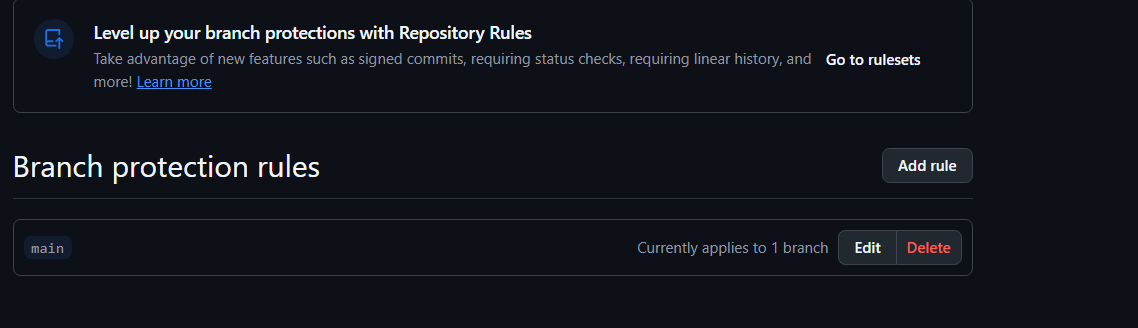 Level up your branch protections with Repository Rules
Take advantage of new features such as signed commits, requiring status checks, requiring linear history, and
more! Learn more
Go to rulesets
Branch protection rules
Add rule
main
Currently applies to 1 branch
Edit
Delete